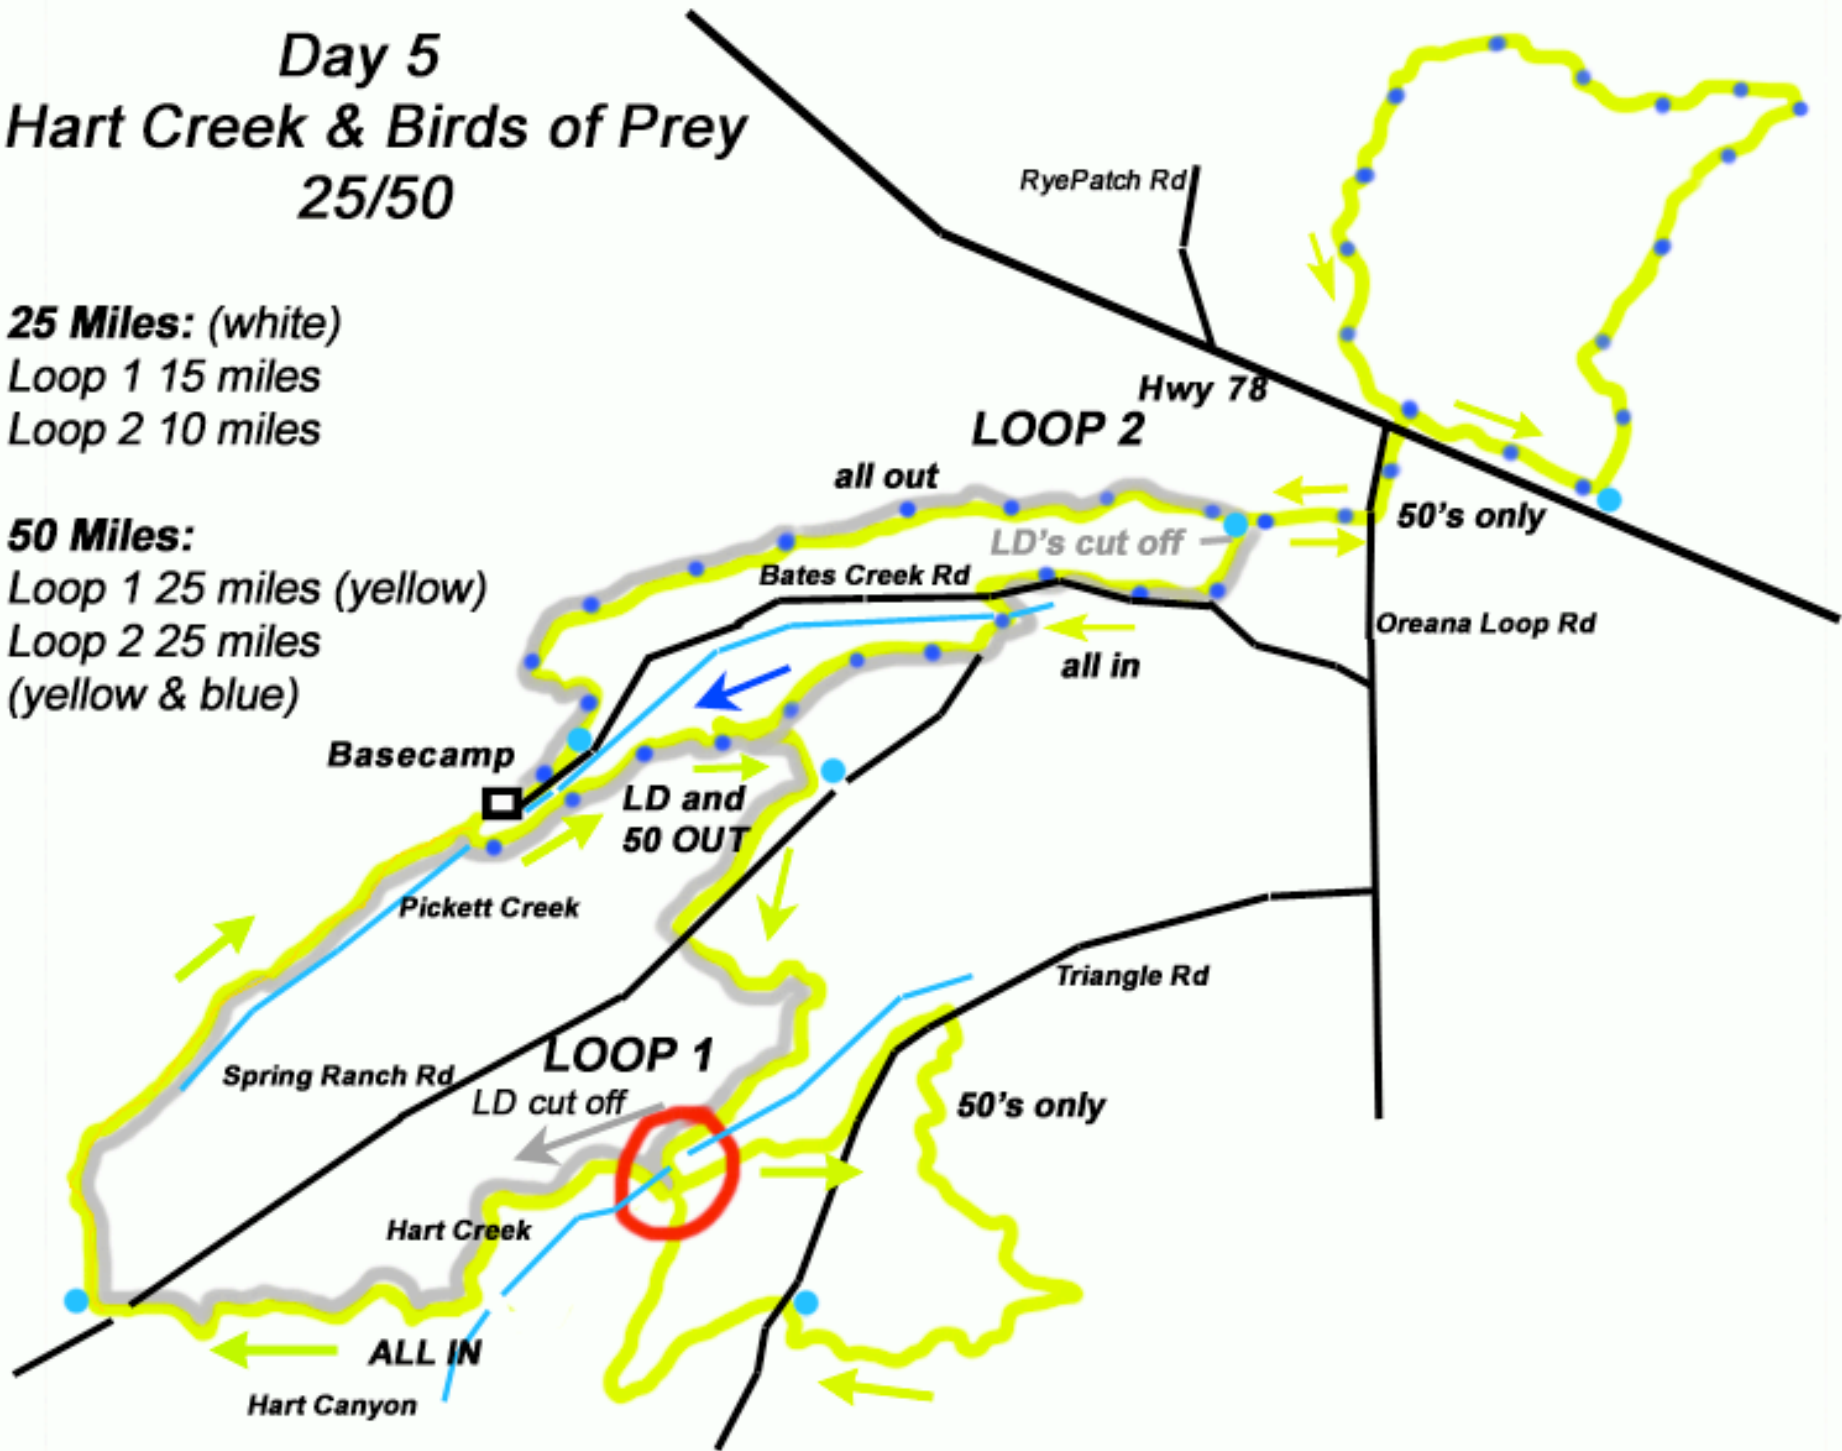 Day 5
Hart Creek & Birds of Prey
25/50
25 Miles: (white)
Loop 1 15 miles
Loop 2 10 miles
50 Miles:
Loop 1 25 miles (yellow)
Loop 2 25 miles
(yellow & blue)
RyePatch Rd
Hwy 78
LOOP 2
all out
50's only
LD's cut off
Bates Creek Rd
Oreana Loop Rd
all in
Basecamp
LD and
50 OUT
Pickett Creek
Triangle Rd
LOOP 1
Spring Ranch Rd
LD cut off
50's only
Hart Creek
ALL IN
Hart Canyon